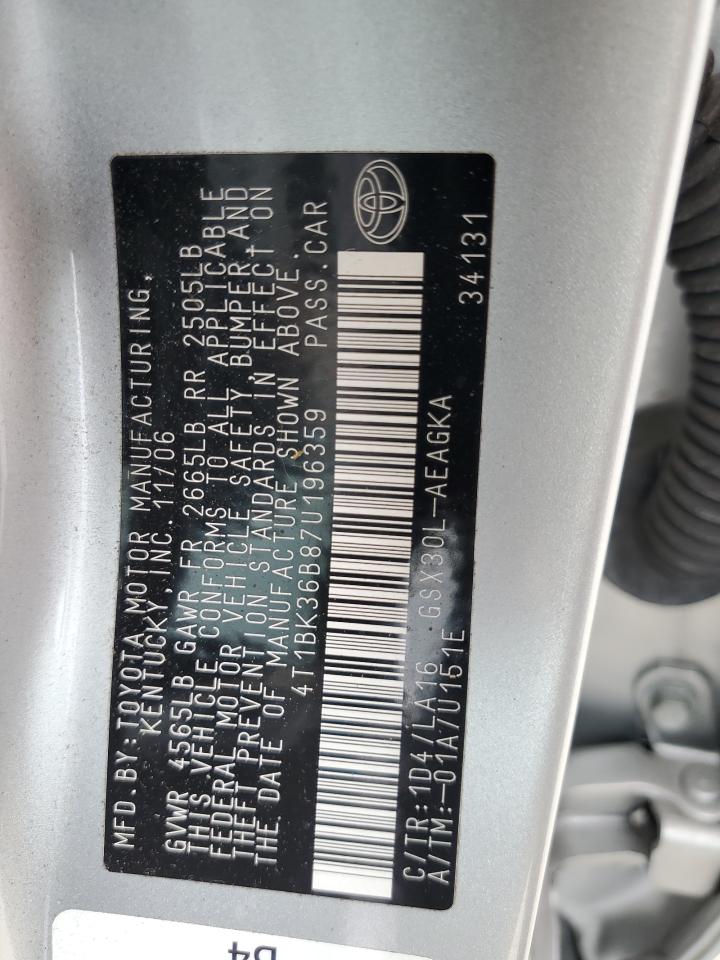 MFD.BY:TOYOTA MOTOR MANUFACTURING,
KENTUCKY,INC 11/06
GVWR 4565LB GAWR FR 2665LB RR 2505LB
THIS VEHICLE CONFORMS TO ALL APPLICABLE
FEDERAL MOTOR VEHICLE SAFETY, BUMPER, AND
THEFT PREVENTION STANDARDS IN EFFECT ON
THE DATE OF MANUFACTURE SHOWN ABOVE.
4T1BK36B87U196359 PASS.CAR
C/TR:1D4/LA16 GSX30L-AEAGKA
A/TM:-01A/U151E 34131
D4